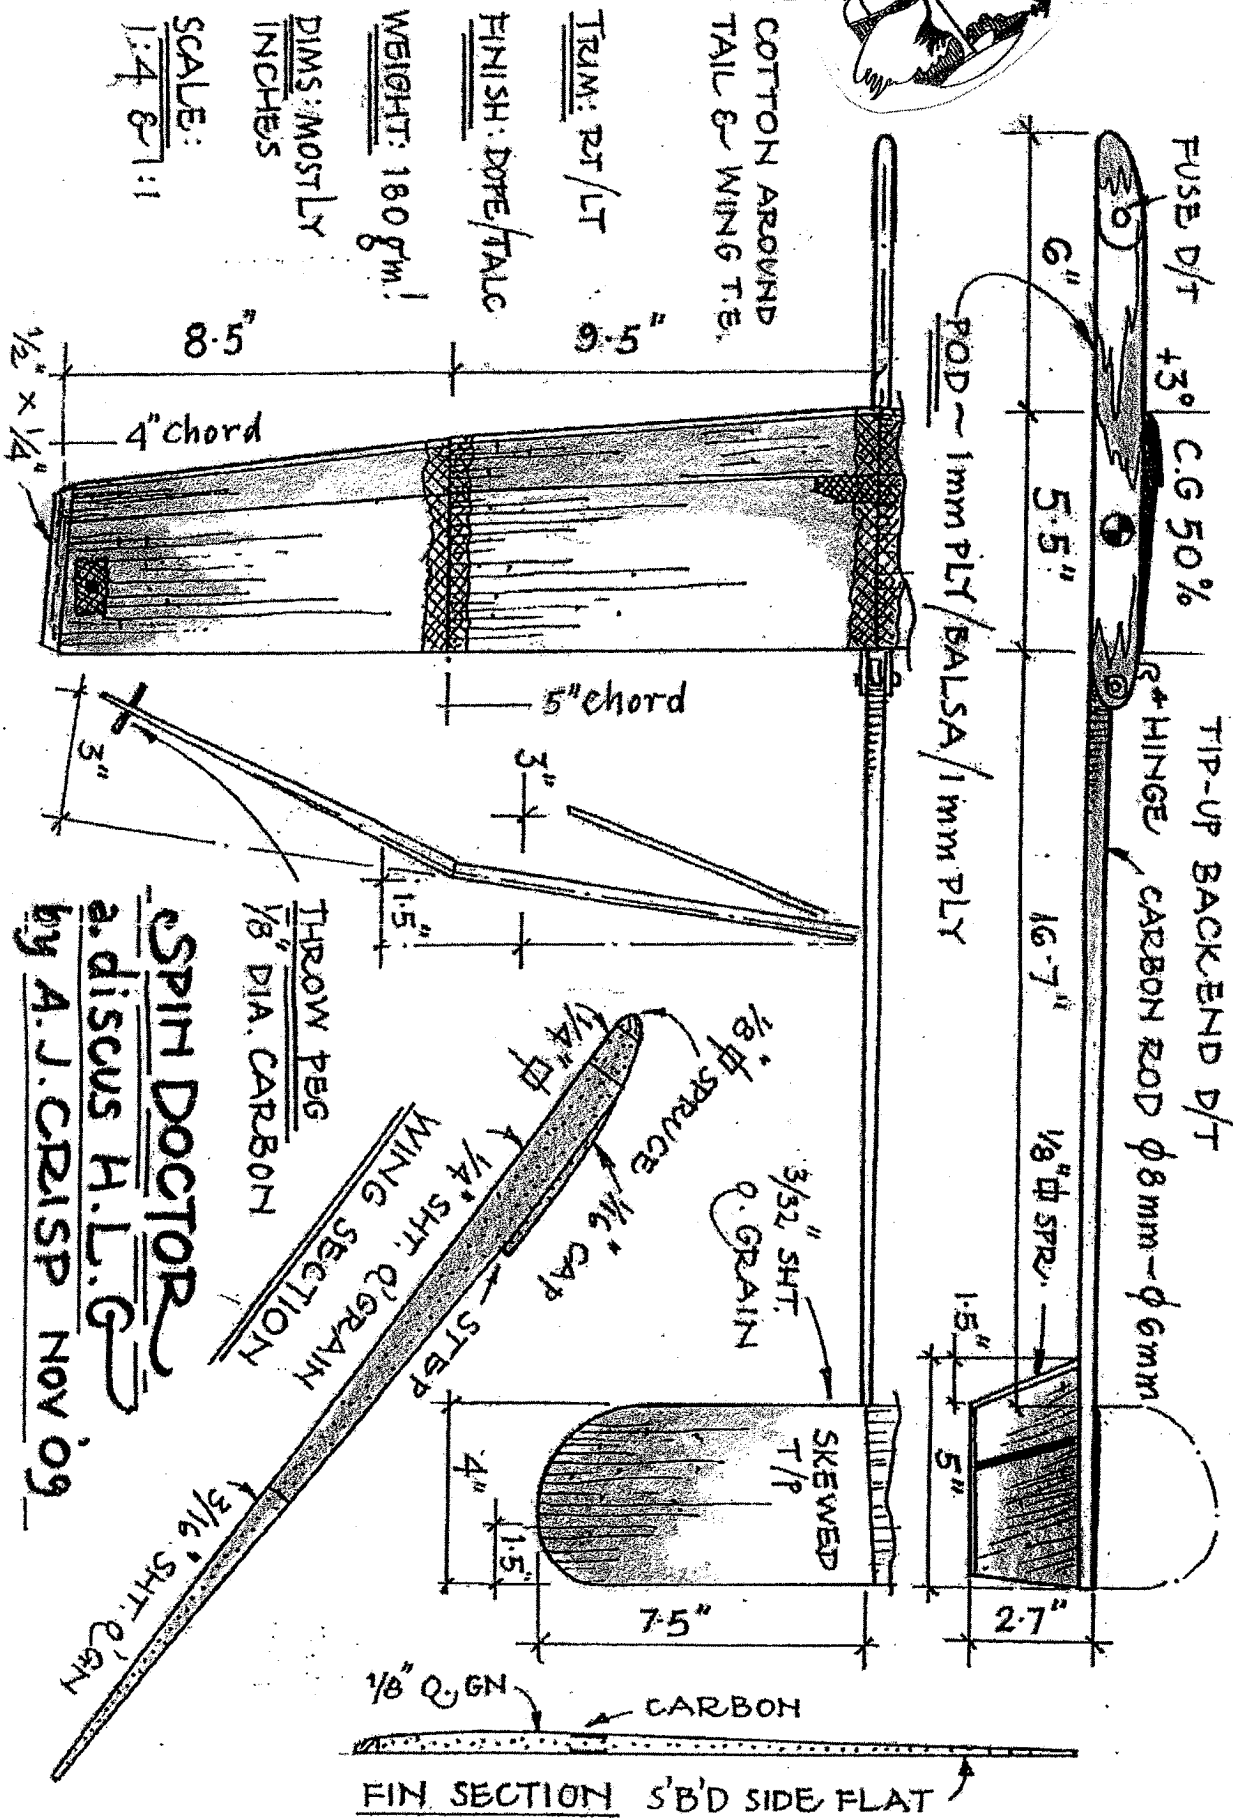 FUSE D/T
+3° C.G 50%
TIP-UP BACKEND D/T
HINGE
CARBON ROD ϕ8mm-ϕ6mm
1/8" SPR.
6"
5·5"
16·7"
1·5"
5"
2·7"
POD ~ 1mm PLY/BALSA/1mm PLY
COTTON AROUND
TAIL & WING T.E.
TRIM: RT/LT
FINISH: DOPE/TALC
WEIGHT: 180gm!
DIMS: MOSTLY
INCHES
SCALE:
1:4 & 1:1
9·5"
8·5"
1/2" x 1/4"
4" Chord
5" Chord
3"
3"
1·5"
THROW PEG
1/8" DIA. CARBON
1/8" SPRUCE
1/4"
1/16" CAP
STEP
1/4" SHT. Q'GRAIN
3/16" SHT. Q'GN
WING SECTION
3/32" SHT.
Q. GRAIN
SKEWED
T/P
4"
1·5"
7·5"
1/8" Q. GN
CARBON
FIN SECTION S'B'D SIDE FLAT
SPIN DOCTOR
a discus H.L.G
by A.J. CRISP NOV '09